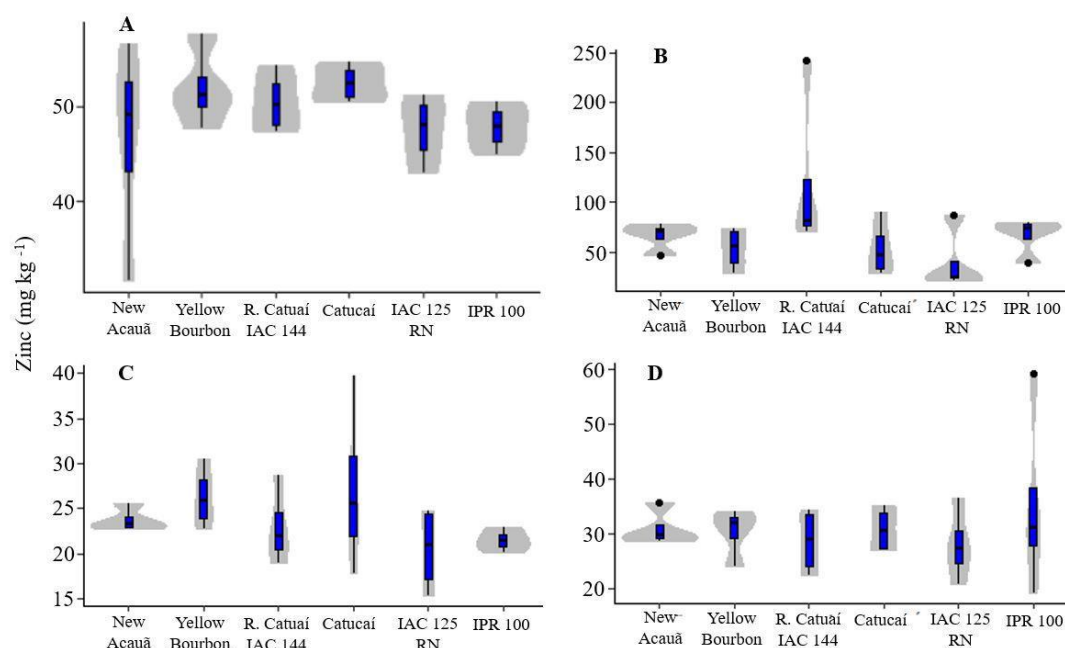 Zinc (mg kg ⁻¹)
A
50
40
New Yellow R. Catuaí Catucaí IAC 125 IPR 100
Acauã Bourbon IAC 144 RN
B
250
200
150
100
50
New Yellow R. Catuaí Catucaí´ IAC 125 IPR 100
Acauã Bourbon IAC 144 RN
C
40
35
30
25
20
15
New Yellow R. Catuaí Catucaí IAC 125 IPR 100
Acauã Bourbon IAC 144 RN
D
60
50
40
30
20
New Yellow R. Catuaí Catucaí ´ IAC 125 IPR 100
Acauã Bourbon IAC 144 RN